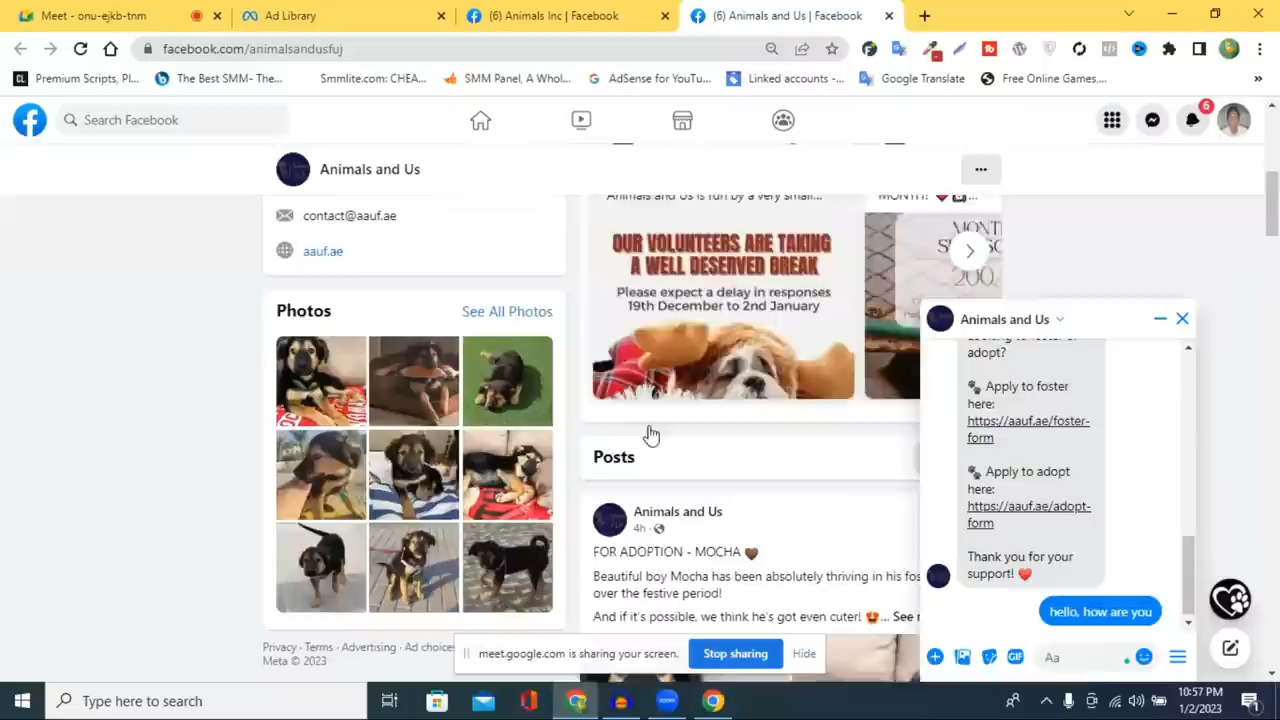 Meet - onu-ejkb-tnm
Ad Library
(6) Animals Inc | Facebook
(6) Animals and Us | Facebook
facebook.com/animalsandusfuj
Premium Scripts, Pl...
The Best SMM- The...
Smmlite.com: CHEA...
SMM Panel, A Whol...
AdSense for YouTu...
Linked accounts -...
Google Translate
Free Online Games,...
Search Facebook
6
Animals and Us
contact@aauf.ae
aauf.ae
Animals and Us is run by a very small...
MONTH!
OUR VOLUNTEERS ARE TAKING
A WELL DESERVED BREAK
Please expect a delay in responses
19th December to 2nd January
200
Photos
See All Photos
Posts
Animals and Us
4h
FOR ADOPTION - MOCHA 🤎
Beautiful boy Mocha has been absolutely thriving in his fos
over the festive period!
And if it's possible, we think he's got even cuter! 🤩... See
Privacy · Terms · Advertising · Ad choices
Meta © 2023
Animals and Us
adopt?
🐾 Apply to foster
here:
https://aauf.ae/foster-
form
🐾 Apply to adopt
here:
https://aauf.ae/adopt-
form
Thank you for your
support! ❤️
hello, how are you
GIF
Aa
meet.google.com is sharing your screen.
Stop sharing
Hide
Type here to search
zoom
10:57 PM
1/2/2023
1